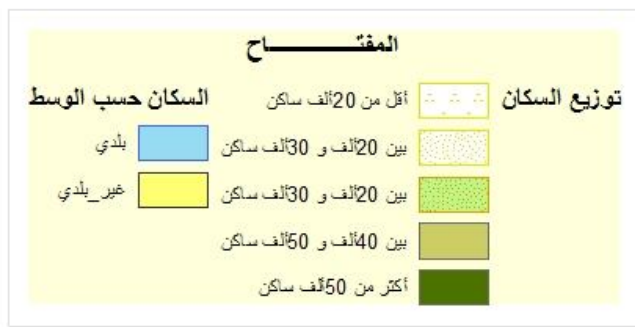 المفتـــــــــاح
توزيع السكان
أقل من 20ألف ساكن
بين 20ألف و 30ألف ساكن
بين 20ألف و 30ألف ساكن
بين 40ألف و 50ألف ساكن
أكثر من 50ألف ساكن
السكان حسب الوسط
بلدي
غير_بلدي